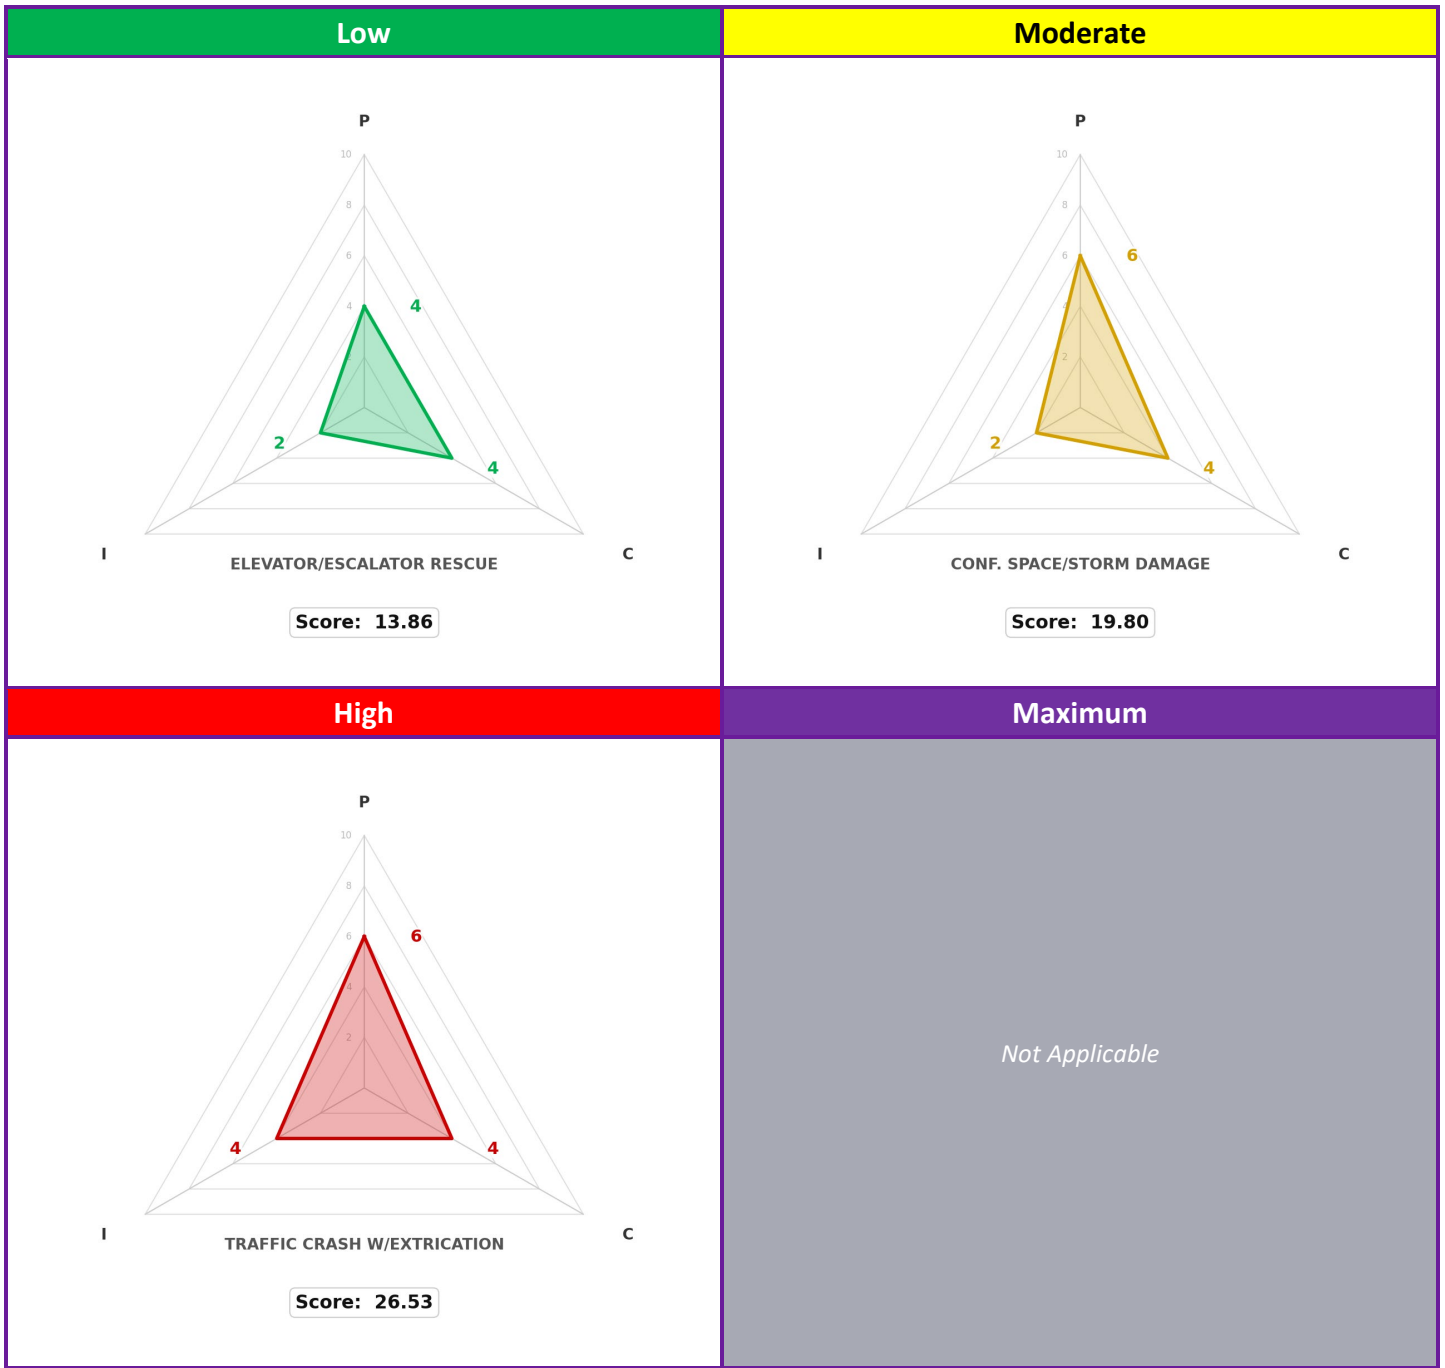 Low
P
10
8
6
4
4
2
2
4
I
C
ELEVATOR/ESCALATOR RESCUE
Score: 13.86
Moderate
P
10
8
6
6
4
2
2
4
I
C
CONF. SPACE/STORM DAMAGE
Score: 19.80
High
P
10
8
6
6
4
2
4
4
I
C
TRAFFIC CRASH W/EXTRICATION
Score: 26.53
Maximum
Not Applicable